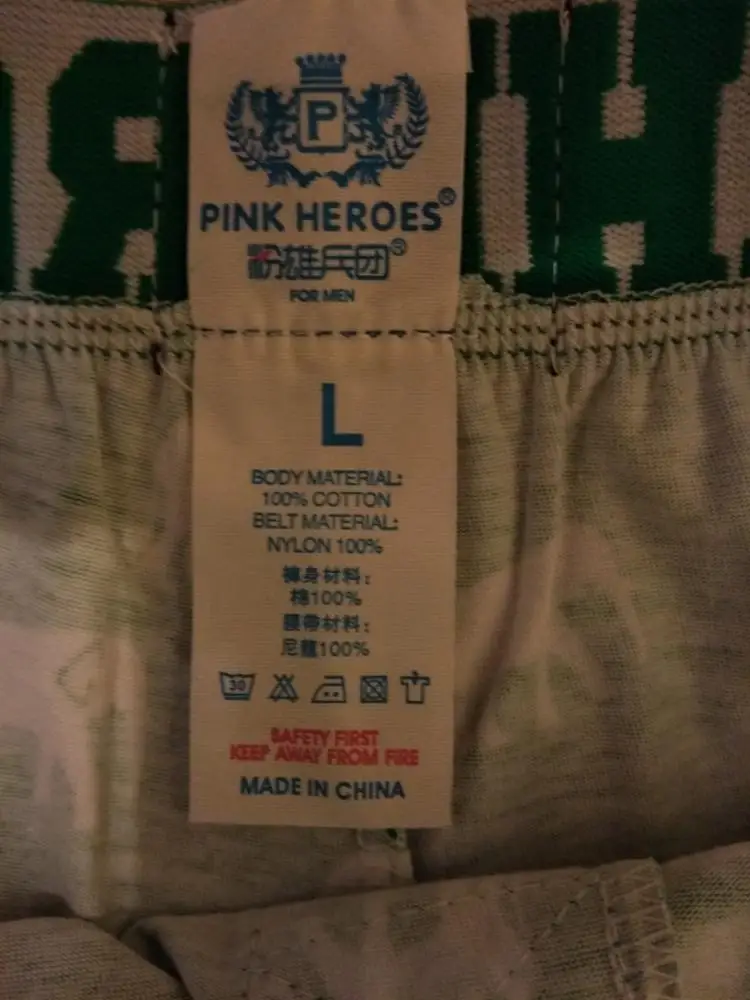 P
PINK HEROES®
粉雄兵团®
FOR MEN
L
BODY MATERIAL:
100% COTTON
BELT MATERIAL:
NYLON 100%
褲身材料:
棉100%
腰带材料:
尼龍100%
30
SAFETY FIRST
KEEP AWAY FROM FIRE
MADE IN CHINA